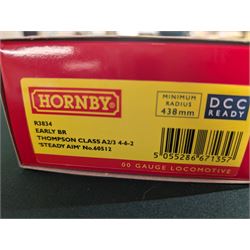 HORNBY
R3834
EARLY BR
THOMPSON CLASS A2/3 4-6-2
'STEADY AIM' No.60512
MINIMUM
RADIUS
438mm
DCC
READY
5 055286 671357
00 GAUGE LOCOMOTIVE